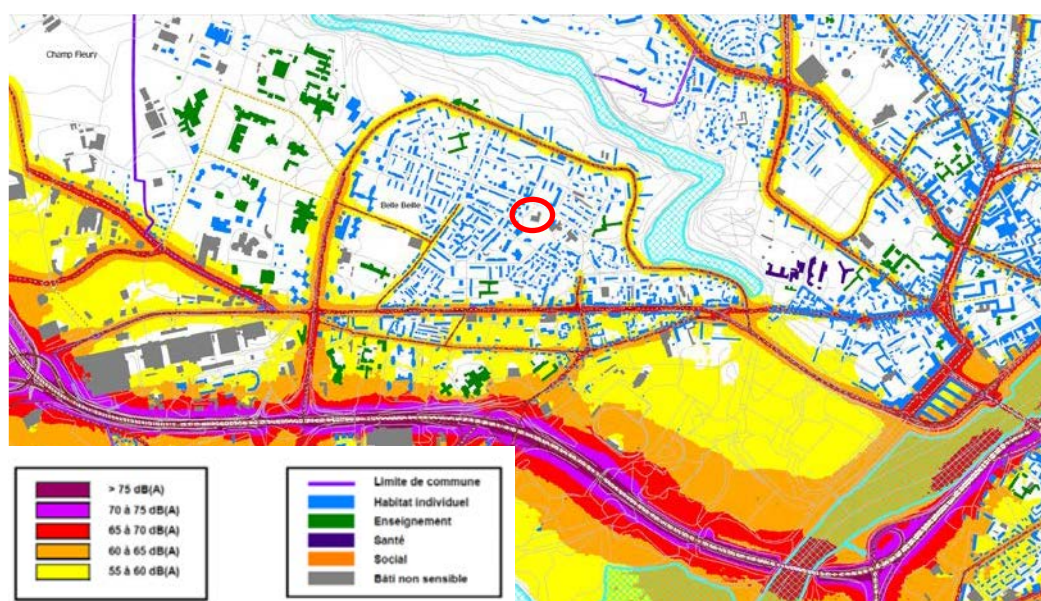 Champ Fleury
Belle Beille
> 75 dB(A)
70 à 75 dB(A)
65 à 70 dB(A)
60 à 65 dB(A)
55 à 60 dB(A)
Limite de commune
Habitat individuel
Enseignement
Santé
Social
Bâti non sensible